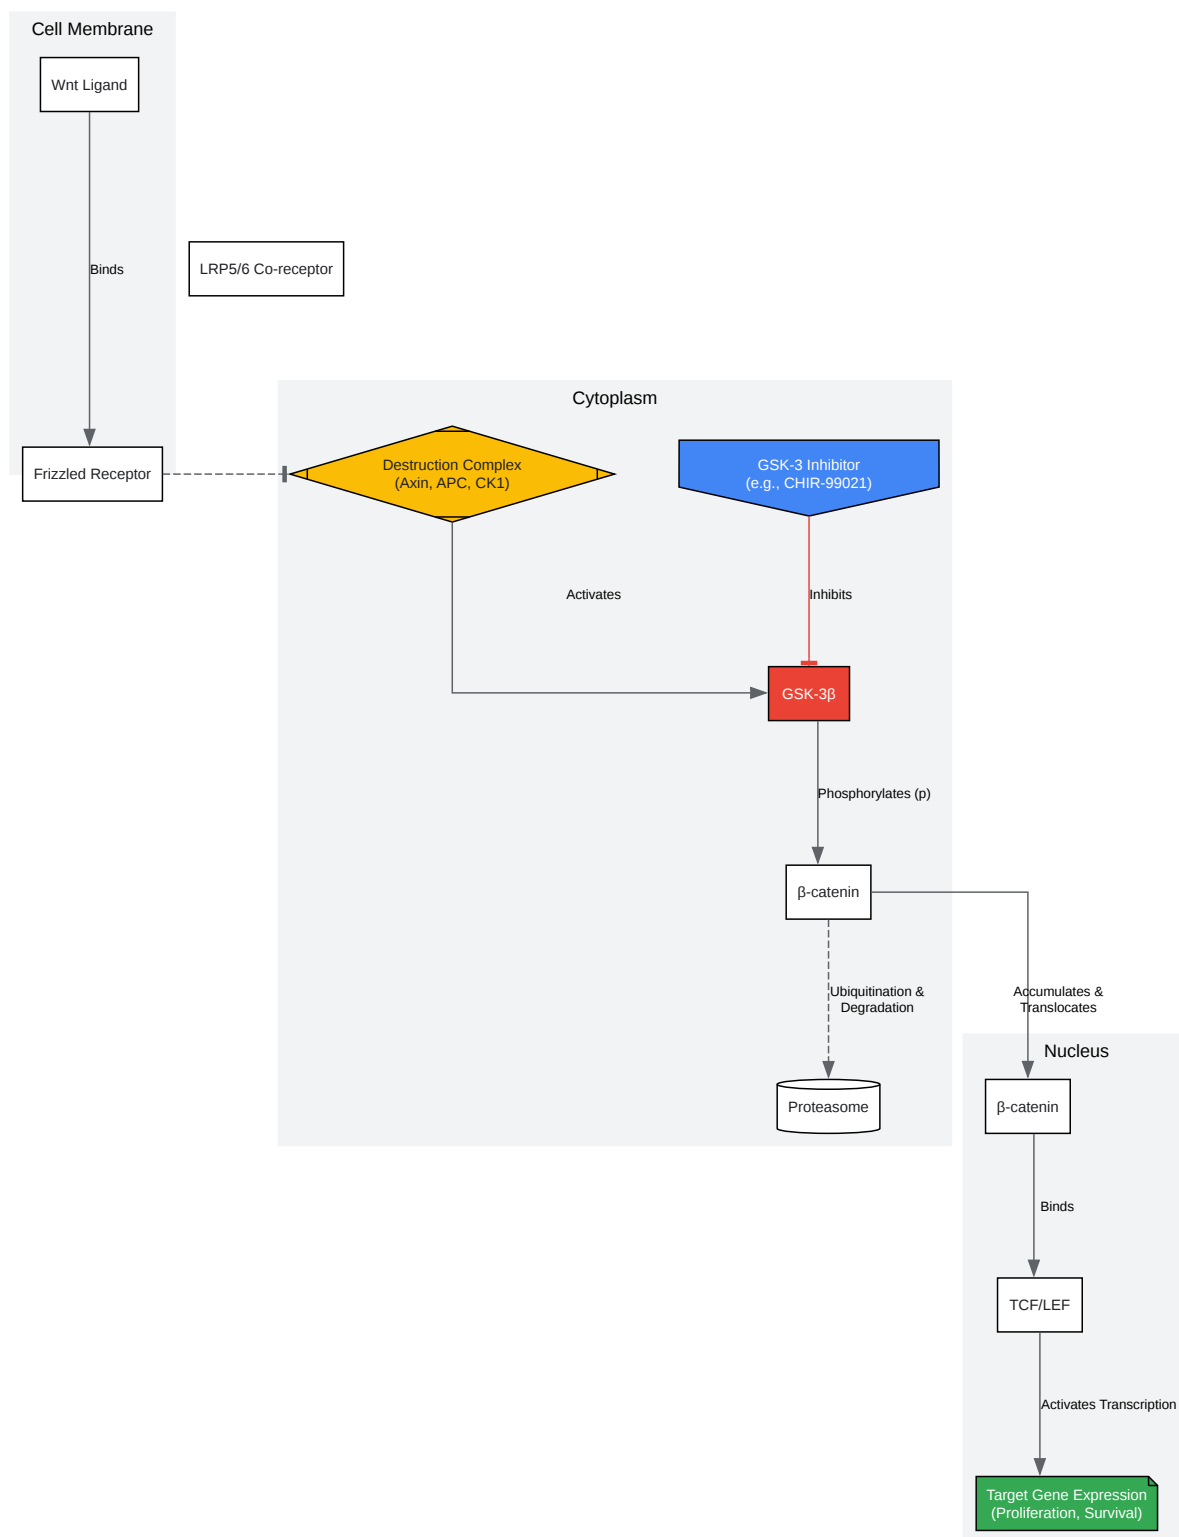 Cell Membrane
Wnt Ligand
Binds
LRP5/6 Co-receptor
Frizzled Receptor
Cytoplasm
Destruction Complex
(Axin, APC, CK1)
GSK-3 Inhibitor
(e.g., CHIR-99021)
Activates
Inhibits
GSK-3β
Phosphorylates (p)
β-catenin
Ubiquitination &
Degradation
Accumulates &
Translocates
Proteasome
Nucleus
β-catenin
Binds
TCF/LEF
Activates Transcription
Target Gene Expression
(Proliferation, Survival)